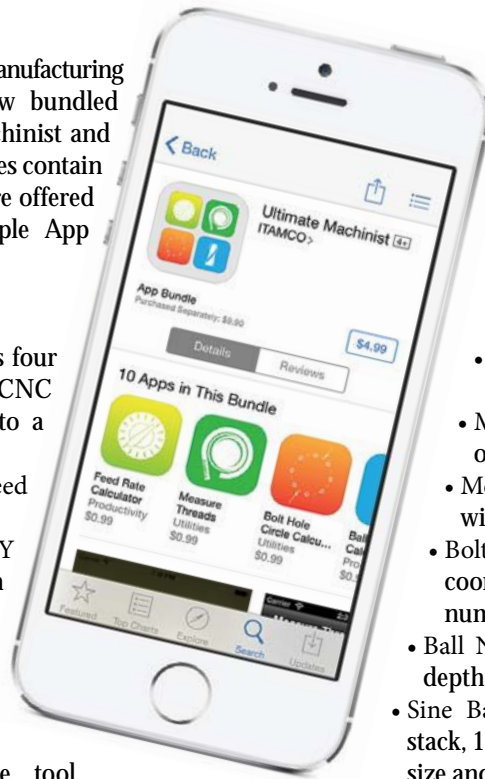 anufacturing
w bundled
hinist and
es contain
re offered
ple App
s four
CNC
to a
eed
Y
e tool
Back
Ultimate Machinist 4+
ITAMCO >
App Bundle
Purchased Separately: $9.90
$4.99
Details
Reviews
10 Apps in This Bundle
Feed Rate
Calculator
Productivity
$0.99
Measure
Threads
Utilities
$0.99
Bolt Hole
Circle Calcu...
Utilities
$0.99
Ball
Calc
Pro
$0.
Featured
Top Charts
Explore
Search
Updates
•
• M
o
• Me
wi
• Bolt
coor
num
• Ball N
depth
• Sine Ba
stack, 1
size and